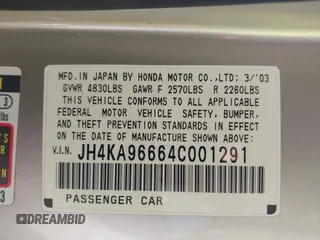 MFD. IN JAPAN BY HONDA MOTOR CO.,LTD: 3/'03
GVWR 4830LBS GAWR F 2570LBS R 2260LBS
THIS VEHICLE CONFORMS TO ALL APPLICABLE
FEDERAL MOTOR VEHICLE SAFETY, BUMPER,
AND THEFT PREVENTION STANDARDS IN EFFECT
ON THE DATE OF MANUFACTURE SHOWN ABOVE:
V.I.N. JH4KA96664C001291
PASSENGER CAR
DREAMBID